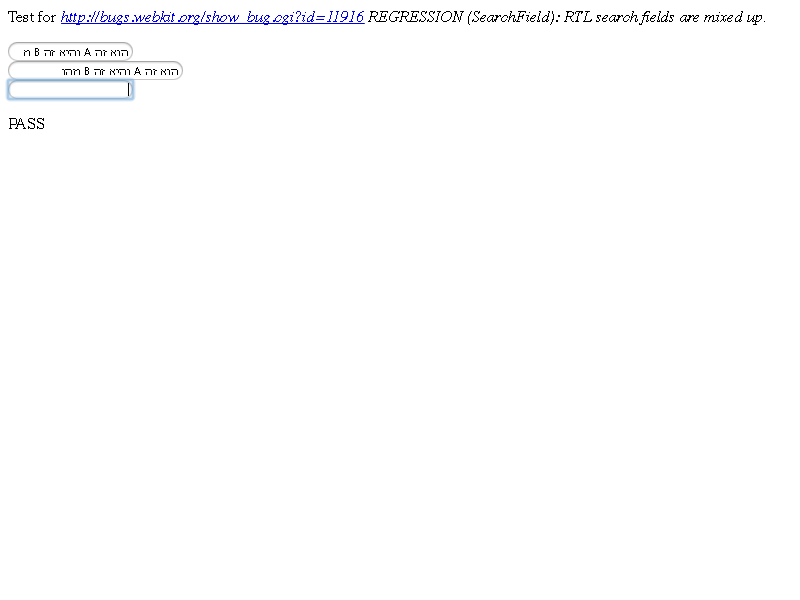 Test for http://bugs.webkit.org/show_bug.cgi?id=11916 REGRESSION (SearchField): RTL search fields are mixed up.
הוא זה A והיא זה B מ
הוא זה A והיא זה B מהו
PASS